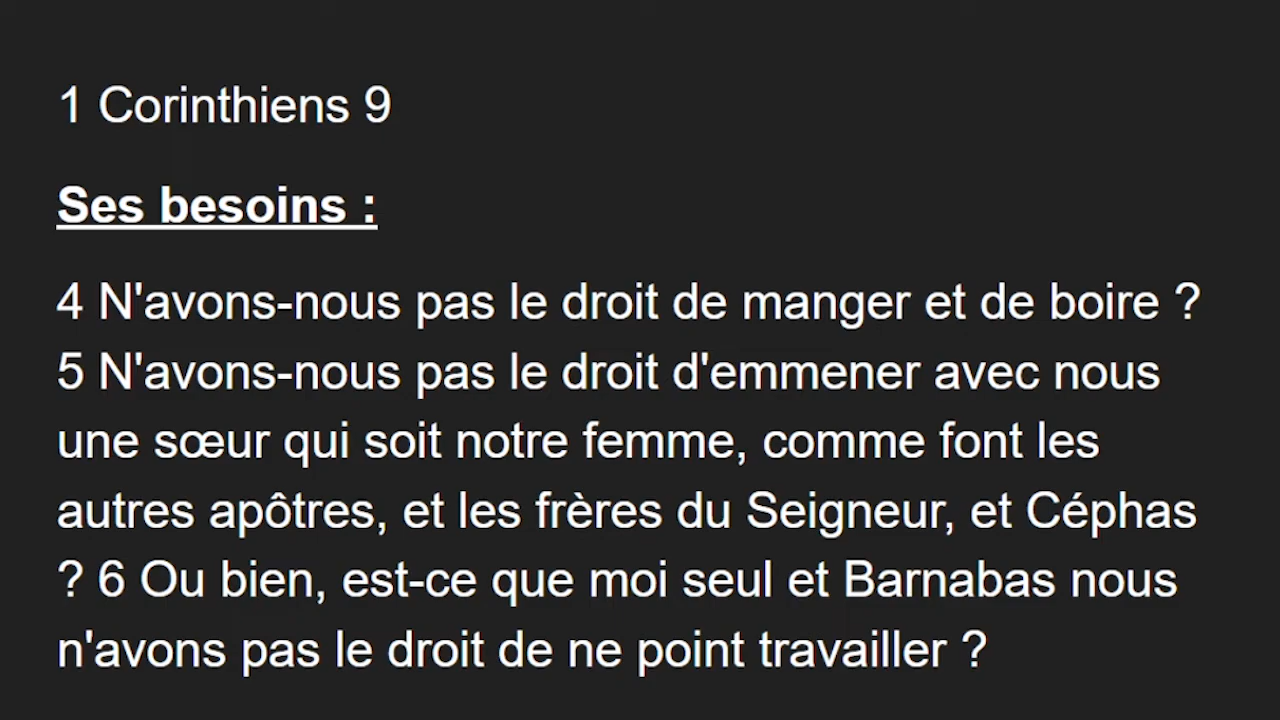 1 Corinthiens 9
Ses besoins :
4 N'avons-nous pas le droit de manger et de boire ?
5 N'avons-nous pas le droit d'emmener avec nous
une sœur qui soit notre femme, comme font les
autres apôtres, et les frères du Seigneur, et Céphas
? 6 Ou bien, est-ce que moi seul et Barnabas nous
n'avons pas le droit de ne point travailler ?